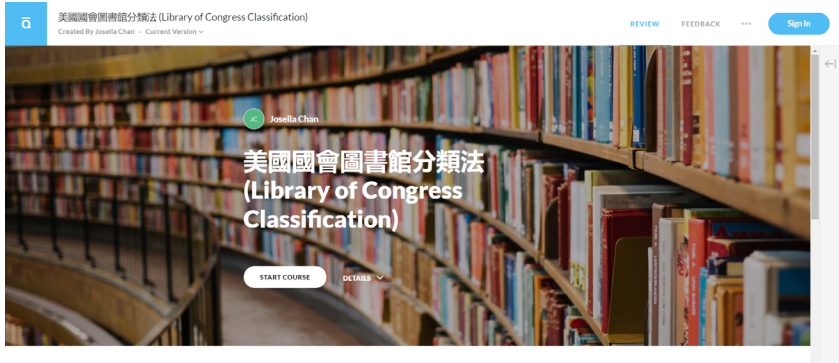 ā
美國國會圖書館分類法 (Library of Congress Classification)
Created By Josella Chan · Current Version
REVIEW
FEEDBACK
Sign In
JC
Josella Chan
美國國會圖書館分類法
(Library of Congress
Classification)
START COURSE
DETAILS